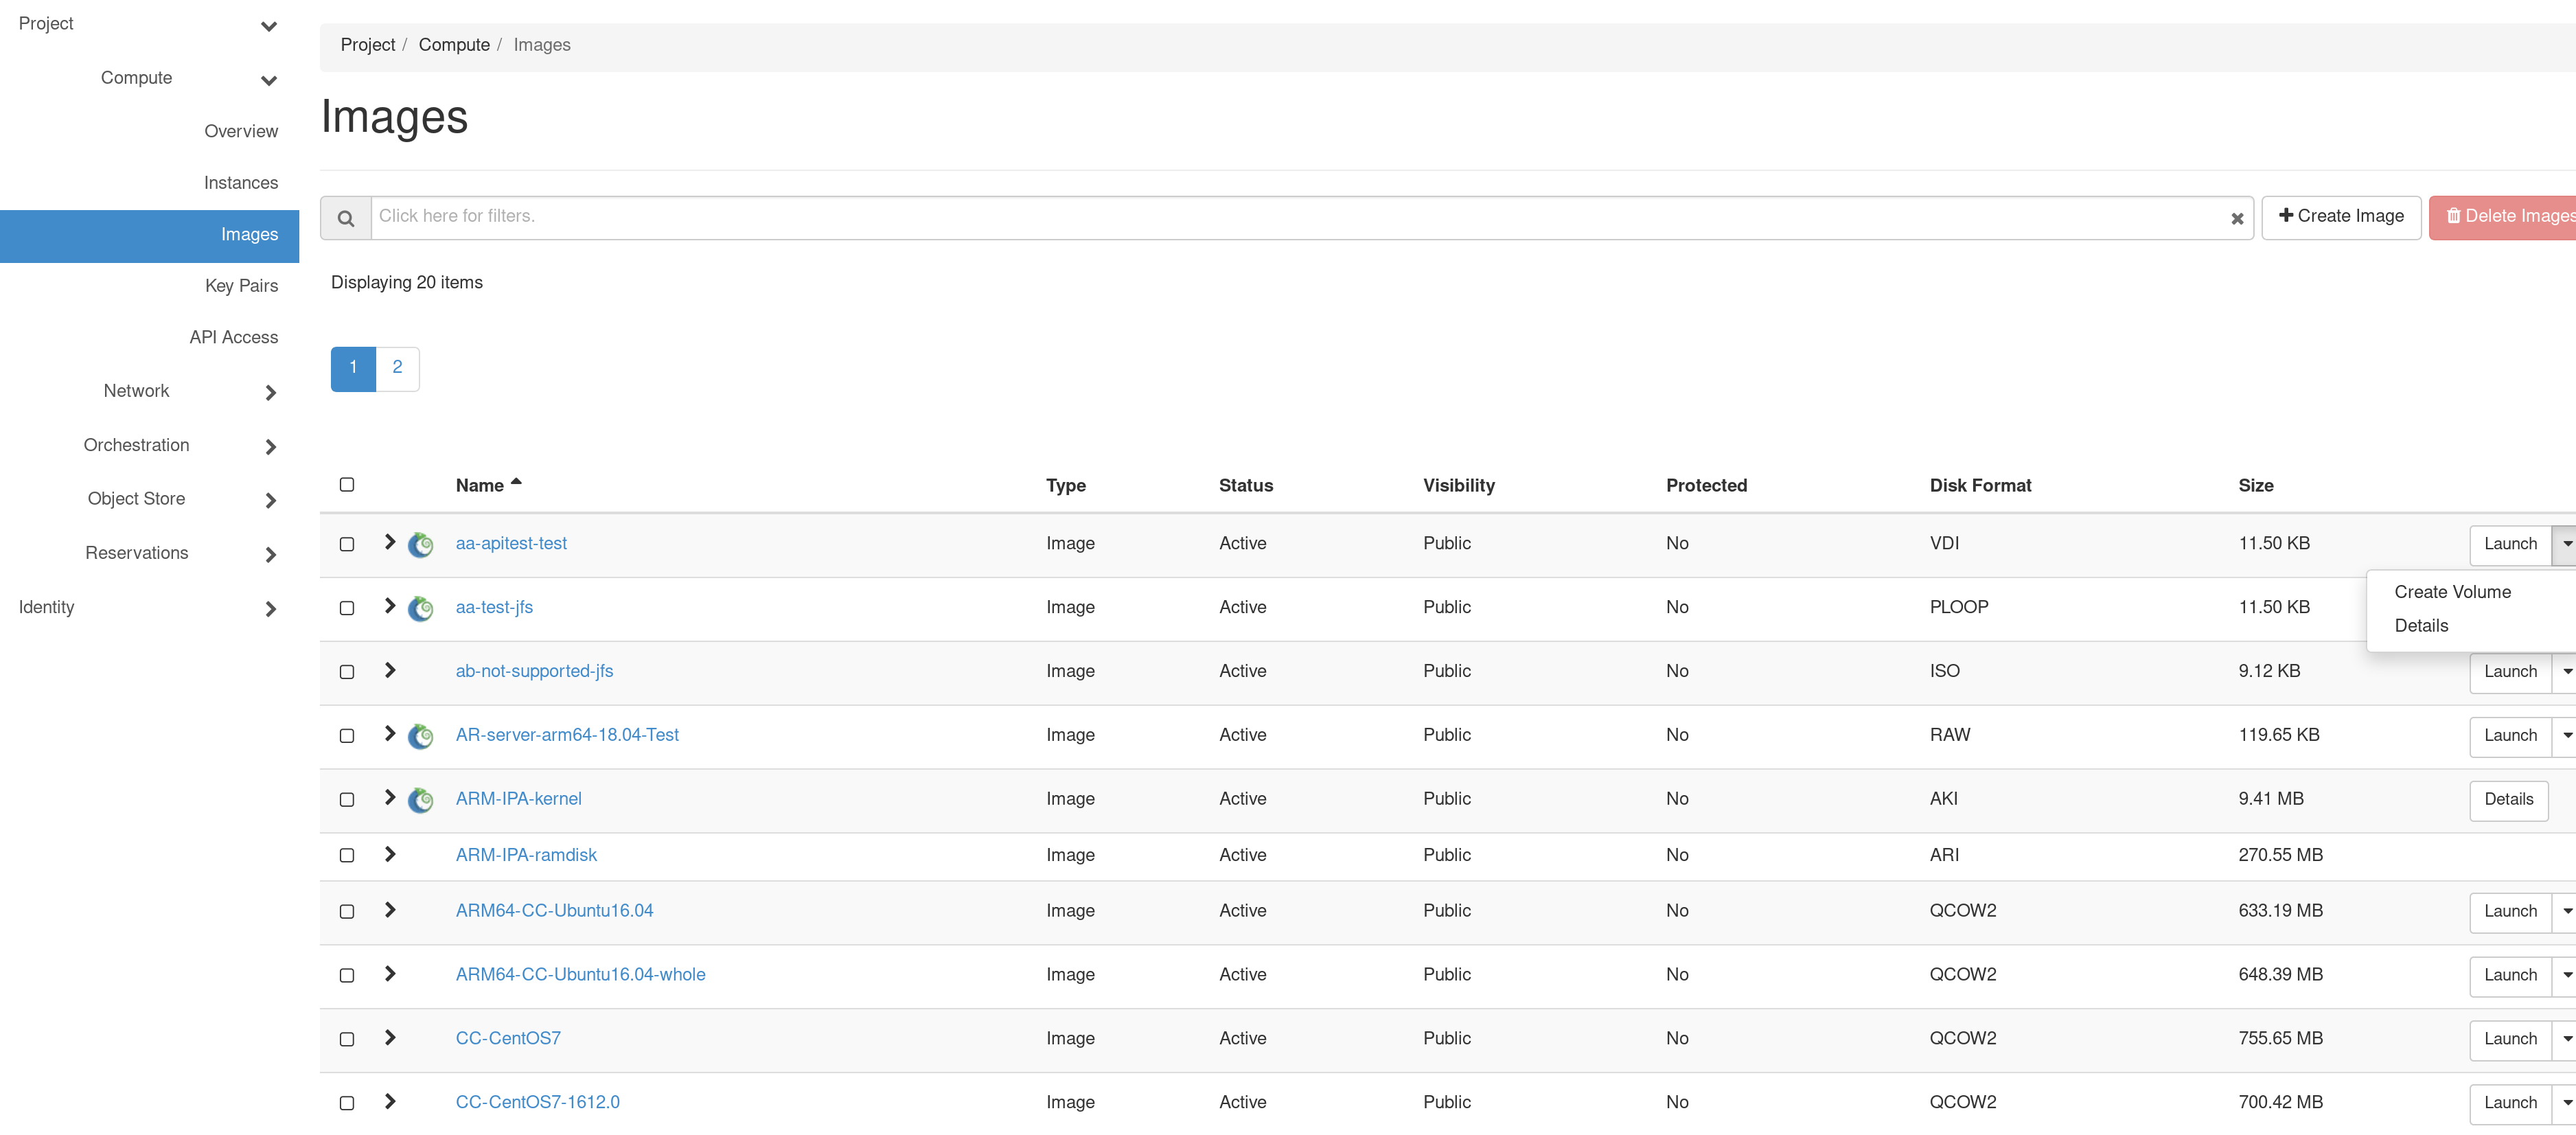 Project
Compute
Overview
Instances
Images
Key Pairs
API Access
Network
Orchestration
Object Store
Reservations
Identity
Project / Compute / Images
Images
Click here for filters.
Create Image
Delete Images
Displaying 20 items
1 2
Name Type Status Visibility Protected Disk Format Size
aa-apitest-test Image Active Public No VDI 11.50 KB Launch
Create Volume
Details
aa-test-jfs Image Active Public No PLOOP 11.50 KB
ab-not-supported-jfs Image Active Public No ISO 9.12 KB Launch
AR-server-arm64-18.04-Test Image Active Public No RAW 119.65 KB Launch
ARM-IPA-kernel Image Active Public No AKI 9.41 MB Details
ARM-IPA-ramdisk Image Active Public No ARI 270.55 MB
ARM64-CC-Ubuntu16.04 Image Active Public No QCOW2 633.19 MB Launch
ARM64-CC-Ubuntu16.04-whole Image Active Public No QCOW2 648.39 MB Launch
CC-CentOS7 Image Active Public No QCOW2 755.65 MB Launch
CC-CentOS7-1612.0 Image Active Public No QCOW2 700.42 MB Launch